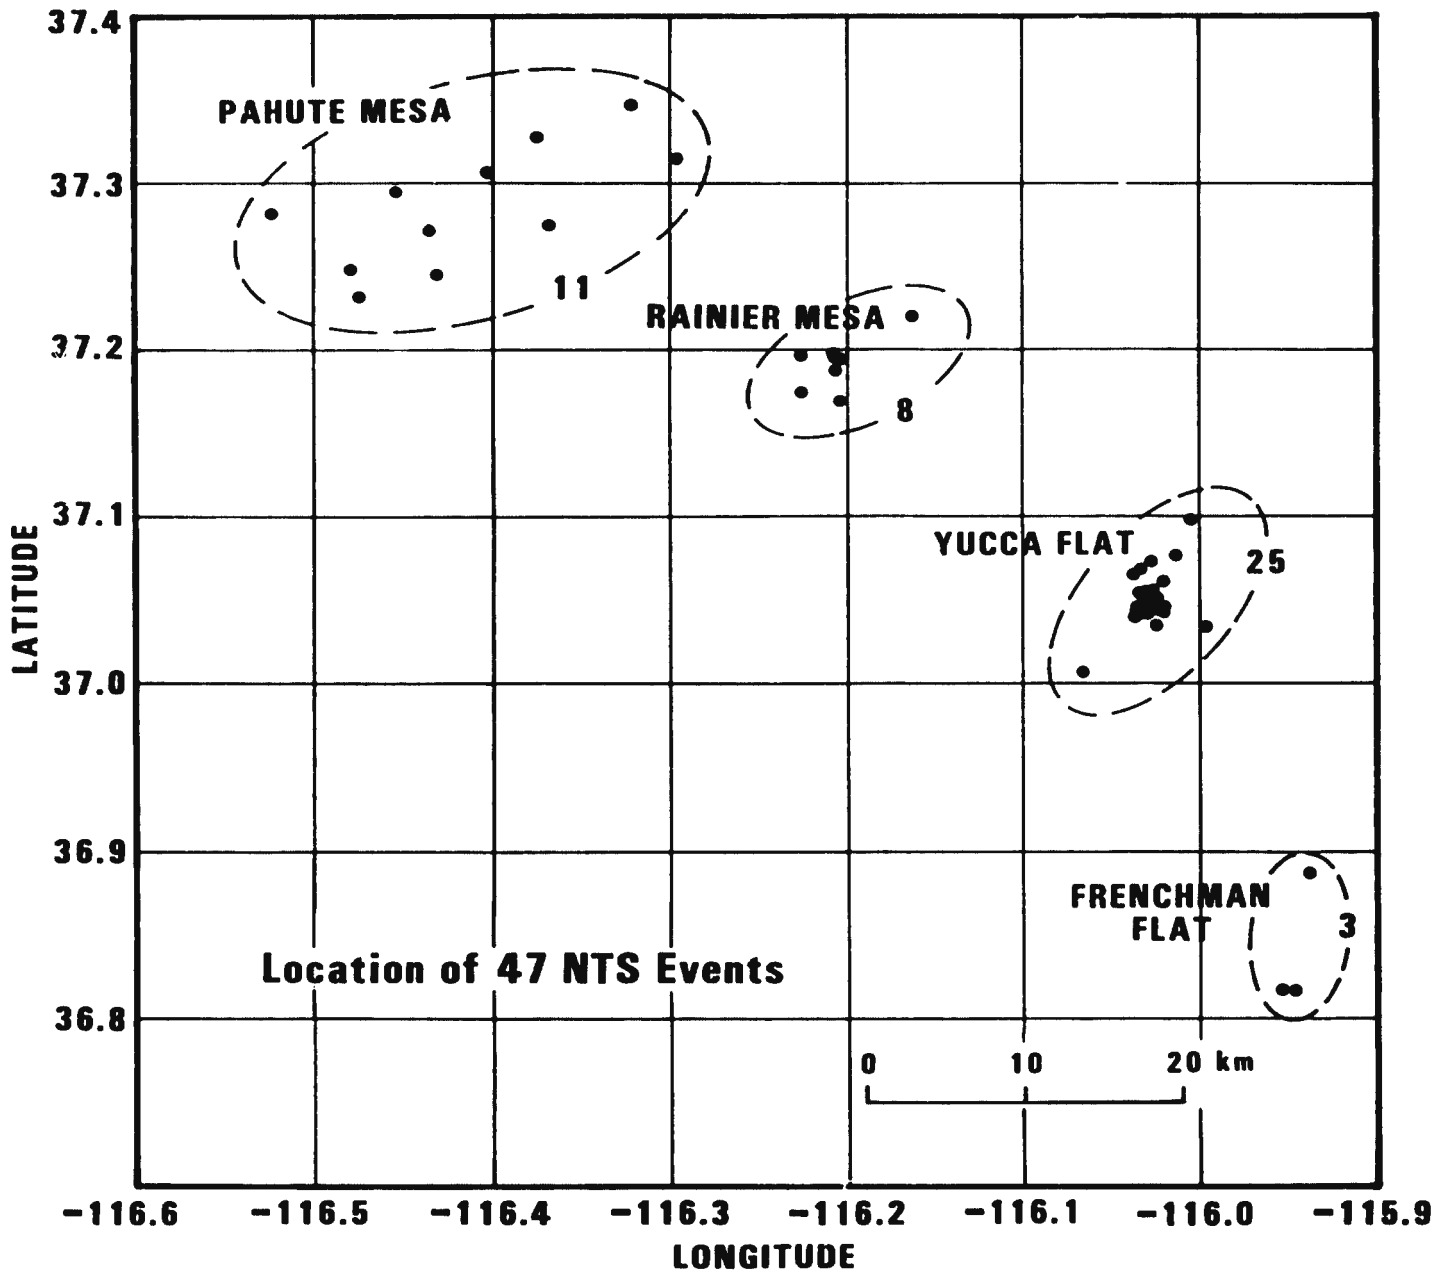 37.4
PAHUTE MESA
37.3
11
RAINIER MESA
37.2
8
37.1
YUCCA FLAT
25
LATITUDE
37.0
36.9
FRENCHMAN
FLAT
3
Location of 47 NTS Events
36.8
0 10 20 km
-116.6 -116.5 -116.4 -116.3 -116.2 -116.1 -116.0 -115.9
LONGITUDE